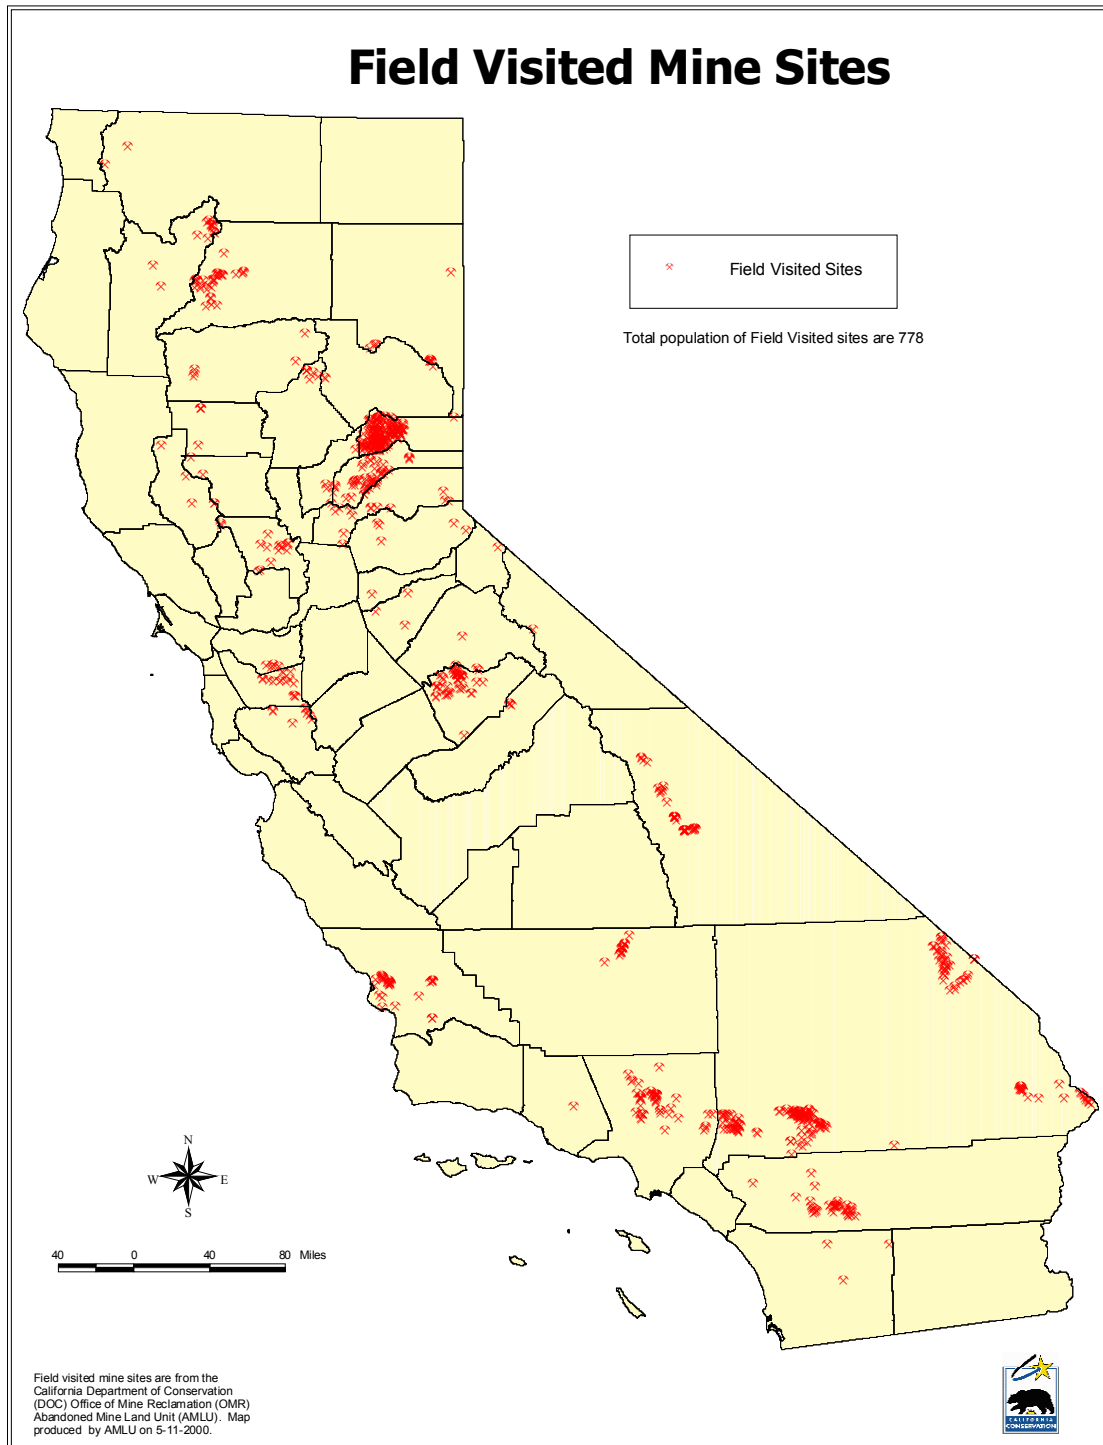 Field Visited Mine Sites
Field Visited Sites
Total population of Field Visited sites are 778
N
W E
S
40 0 40 80 Miles
Field visited mine sites are from the
California Department of Conservation
(DOC) Office of Mine Reclamation (OMR)
Abandoned Mine Land Unit (AMLU). Map
produced by AMLU on 5-11-2000.
CALIFORNIA
CONSERVATION